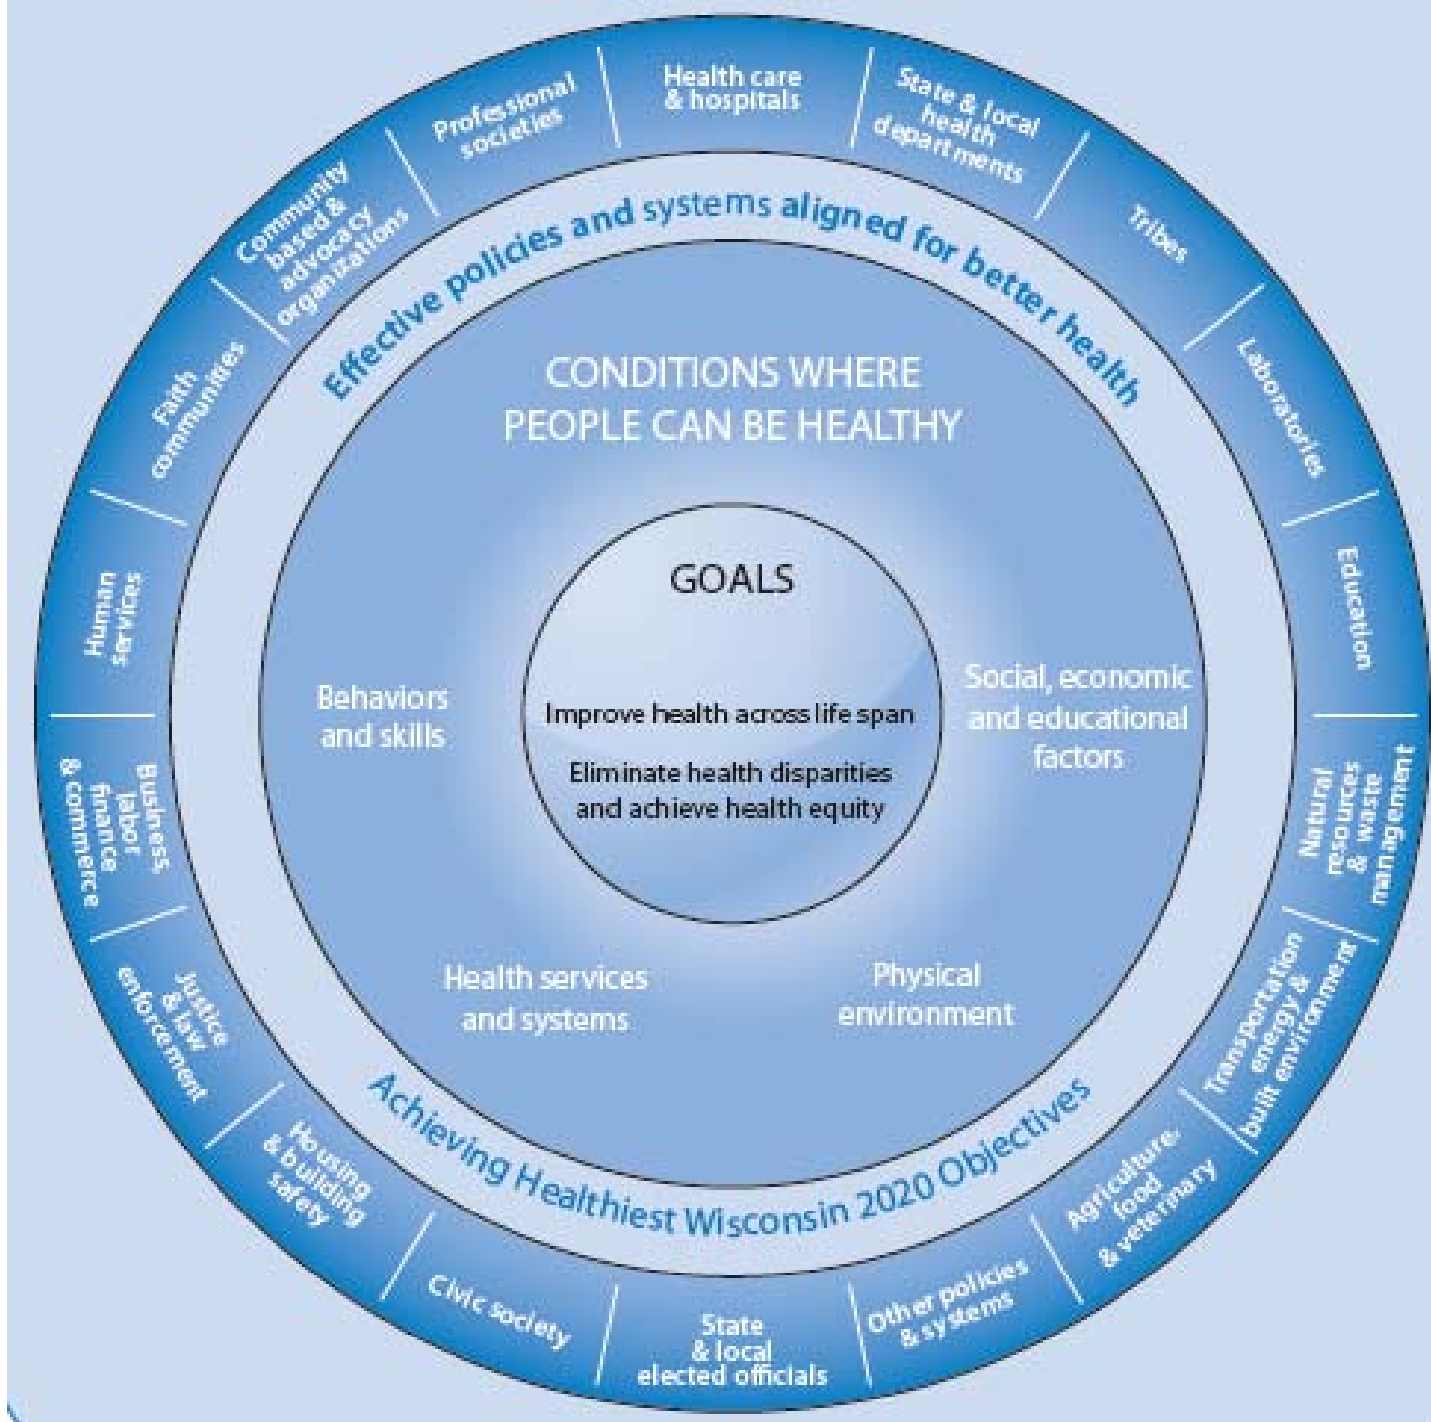 Health care
& hospitals
State & local
health
departments
Tribes
Laboratories
Education
Natural
resources
& waste
management
Transportation
energy &
built environment
Agriculture,
food
& veterinary
Other policies
& systems
State
& local
elected officials
Civic society
Housing
& building
safety
Justice
& law
enforcement
Business,
labor
finance
& commerce
Human
services
Faith
communities
Community
based &
advocacy
organizations
Professional
societies
Effective policies and systems aligned for better health
CONDITIONS WHERE
PEOPLE CAN BE HEALTHY
GOALS
Improve health across life span
Eliminate health disparities
and achieve health equity
Behaviors
and skills
Social, economic
and educational
factors
Health services
and systems
Physical
environment
Achieving Healthiest Wisconsin 2020 Objectives